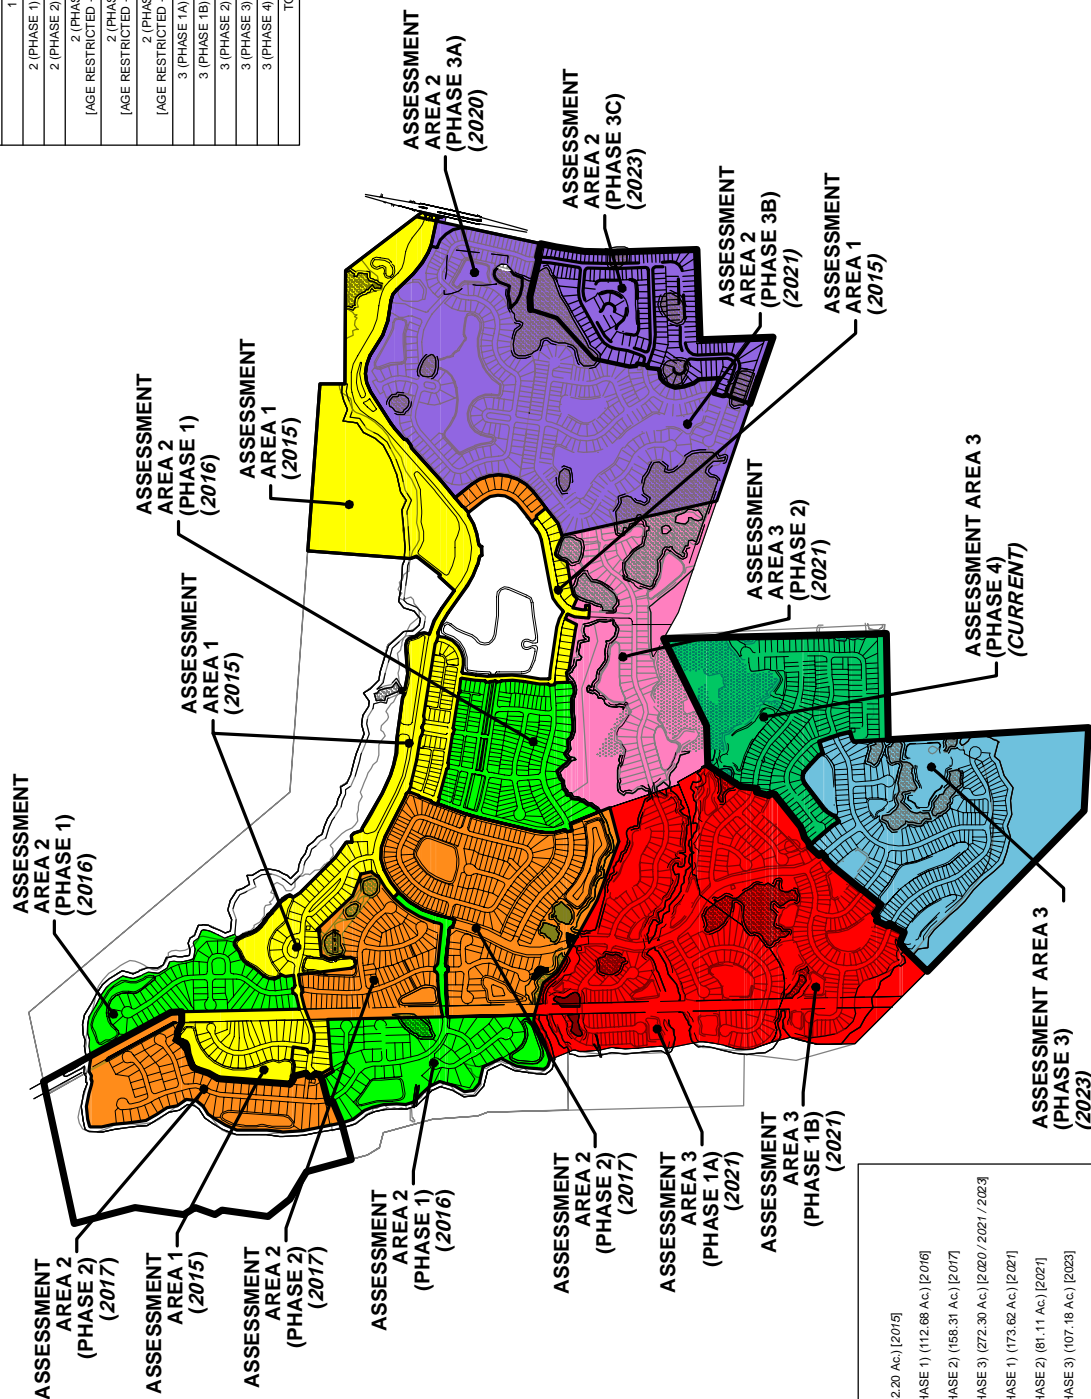 1
2 (PHASE 1)
2 (PHASE 2)
2 (PHAS
[AGE RESTRICTED -
2 (PHAS
[AGE RESTRICTED -
2 (PHAS
[AGE RESTRICTED -
3 (PHASE 1A)
3 (PHASE 1B)
3 (PHASE 2)
3 (PHASE 3)
3 (PHASE 4)
TO
ASSESSMENT
AREA 2
(PHASE 3A)
(2020)
ASSESSMENT
AREA 2
(PHASE 3C)
(2023)
ASSESSMENT
AREA 2
(PHASE 3B)
(2021)
ASSESSMENT
AREA 1
(2015)
ASSESSMENT
AREA 1
(2015)
ASSESSMENT
AREA 2
(PHASE 1)
(2016)
ASSESSMENT
AREA 3
(PHASE 2)
(2021)
ASSESSMENT AREA 3
(PHASE 4)
(CURRENT)
ASSESSMENT
AREA 1
(2015)
ASSESSMENT
AREA 2
(PHASE 1)
(2016)
ASSESSMENT AREA 3
(PHASE 3)
(2023)
ASSESSMENT
AREA 3
(PHASE 1B)
(2021)
ASSESSMENT
AREA 3
(PHASE 1A)
(2021)
ASSESSMENT
AREA 2
(PHASE 2)
(2017)
ASSESSMENT
AREA 2
(PHASE 1)
(2016)
ASSESSMENT
AREA 2
(PHASE 2)
(2017)
ASSESSMENT
AREA 1
(2015)
ASSESSMENT
AREA 2
(PHASE 2)
(2017)
2.20 Ac.) [2015]
HASE 1) (112.68 Ac.) [2016]
HASE 2) (158.31 Ac.) [2017]
HASE 3) (272.30 Ac.) [2020 / 2021 / 2023]
HASE 1) (173.62 Ac.) [2021]
HASE 2) (81.11 Ac.) [2021]
HASE 3) (107.18 Ac.) [2023]